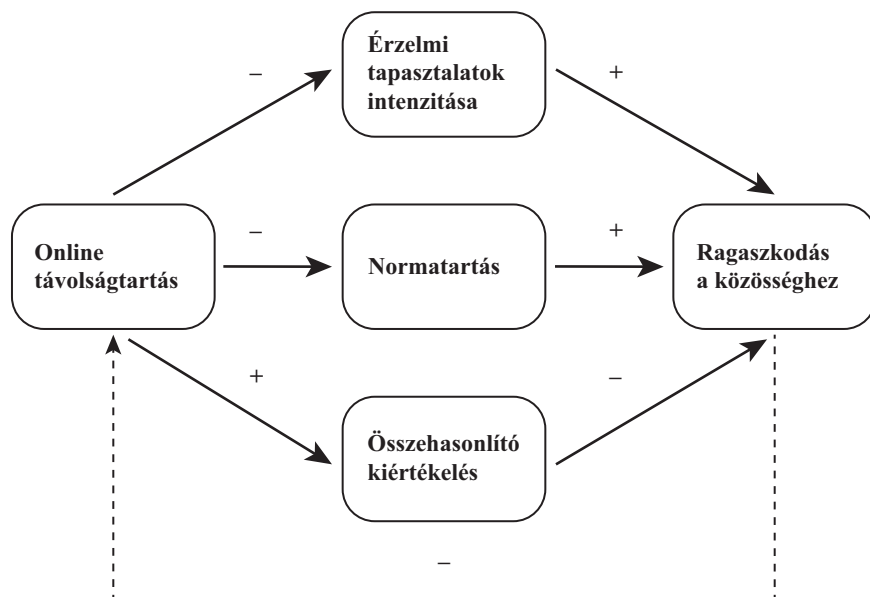 Érzelmi
tapasztalatok
intenzitása
–
+
Online
távolságtartás
–
Normatartás
+
Ragaszkodás
a közösséghez
+
–
Összehasonlító
kiértékelés
–